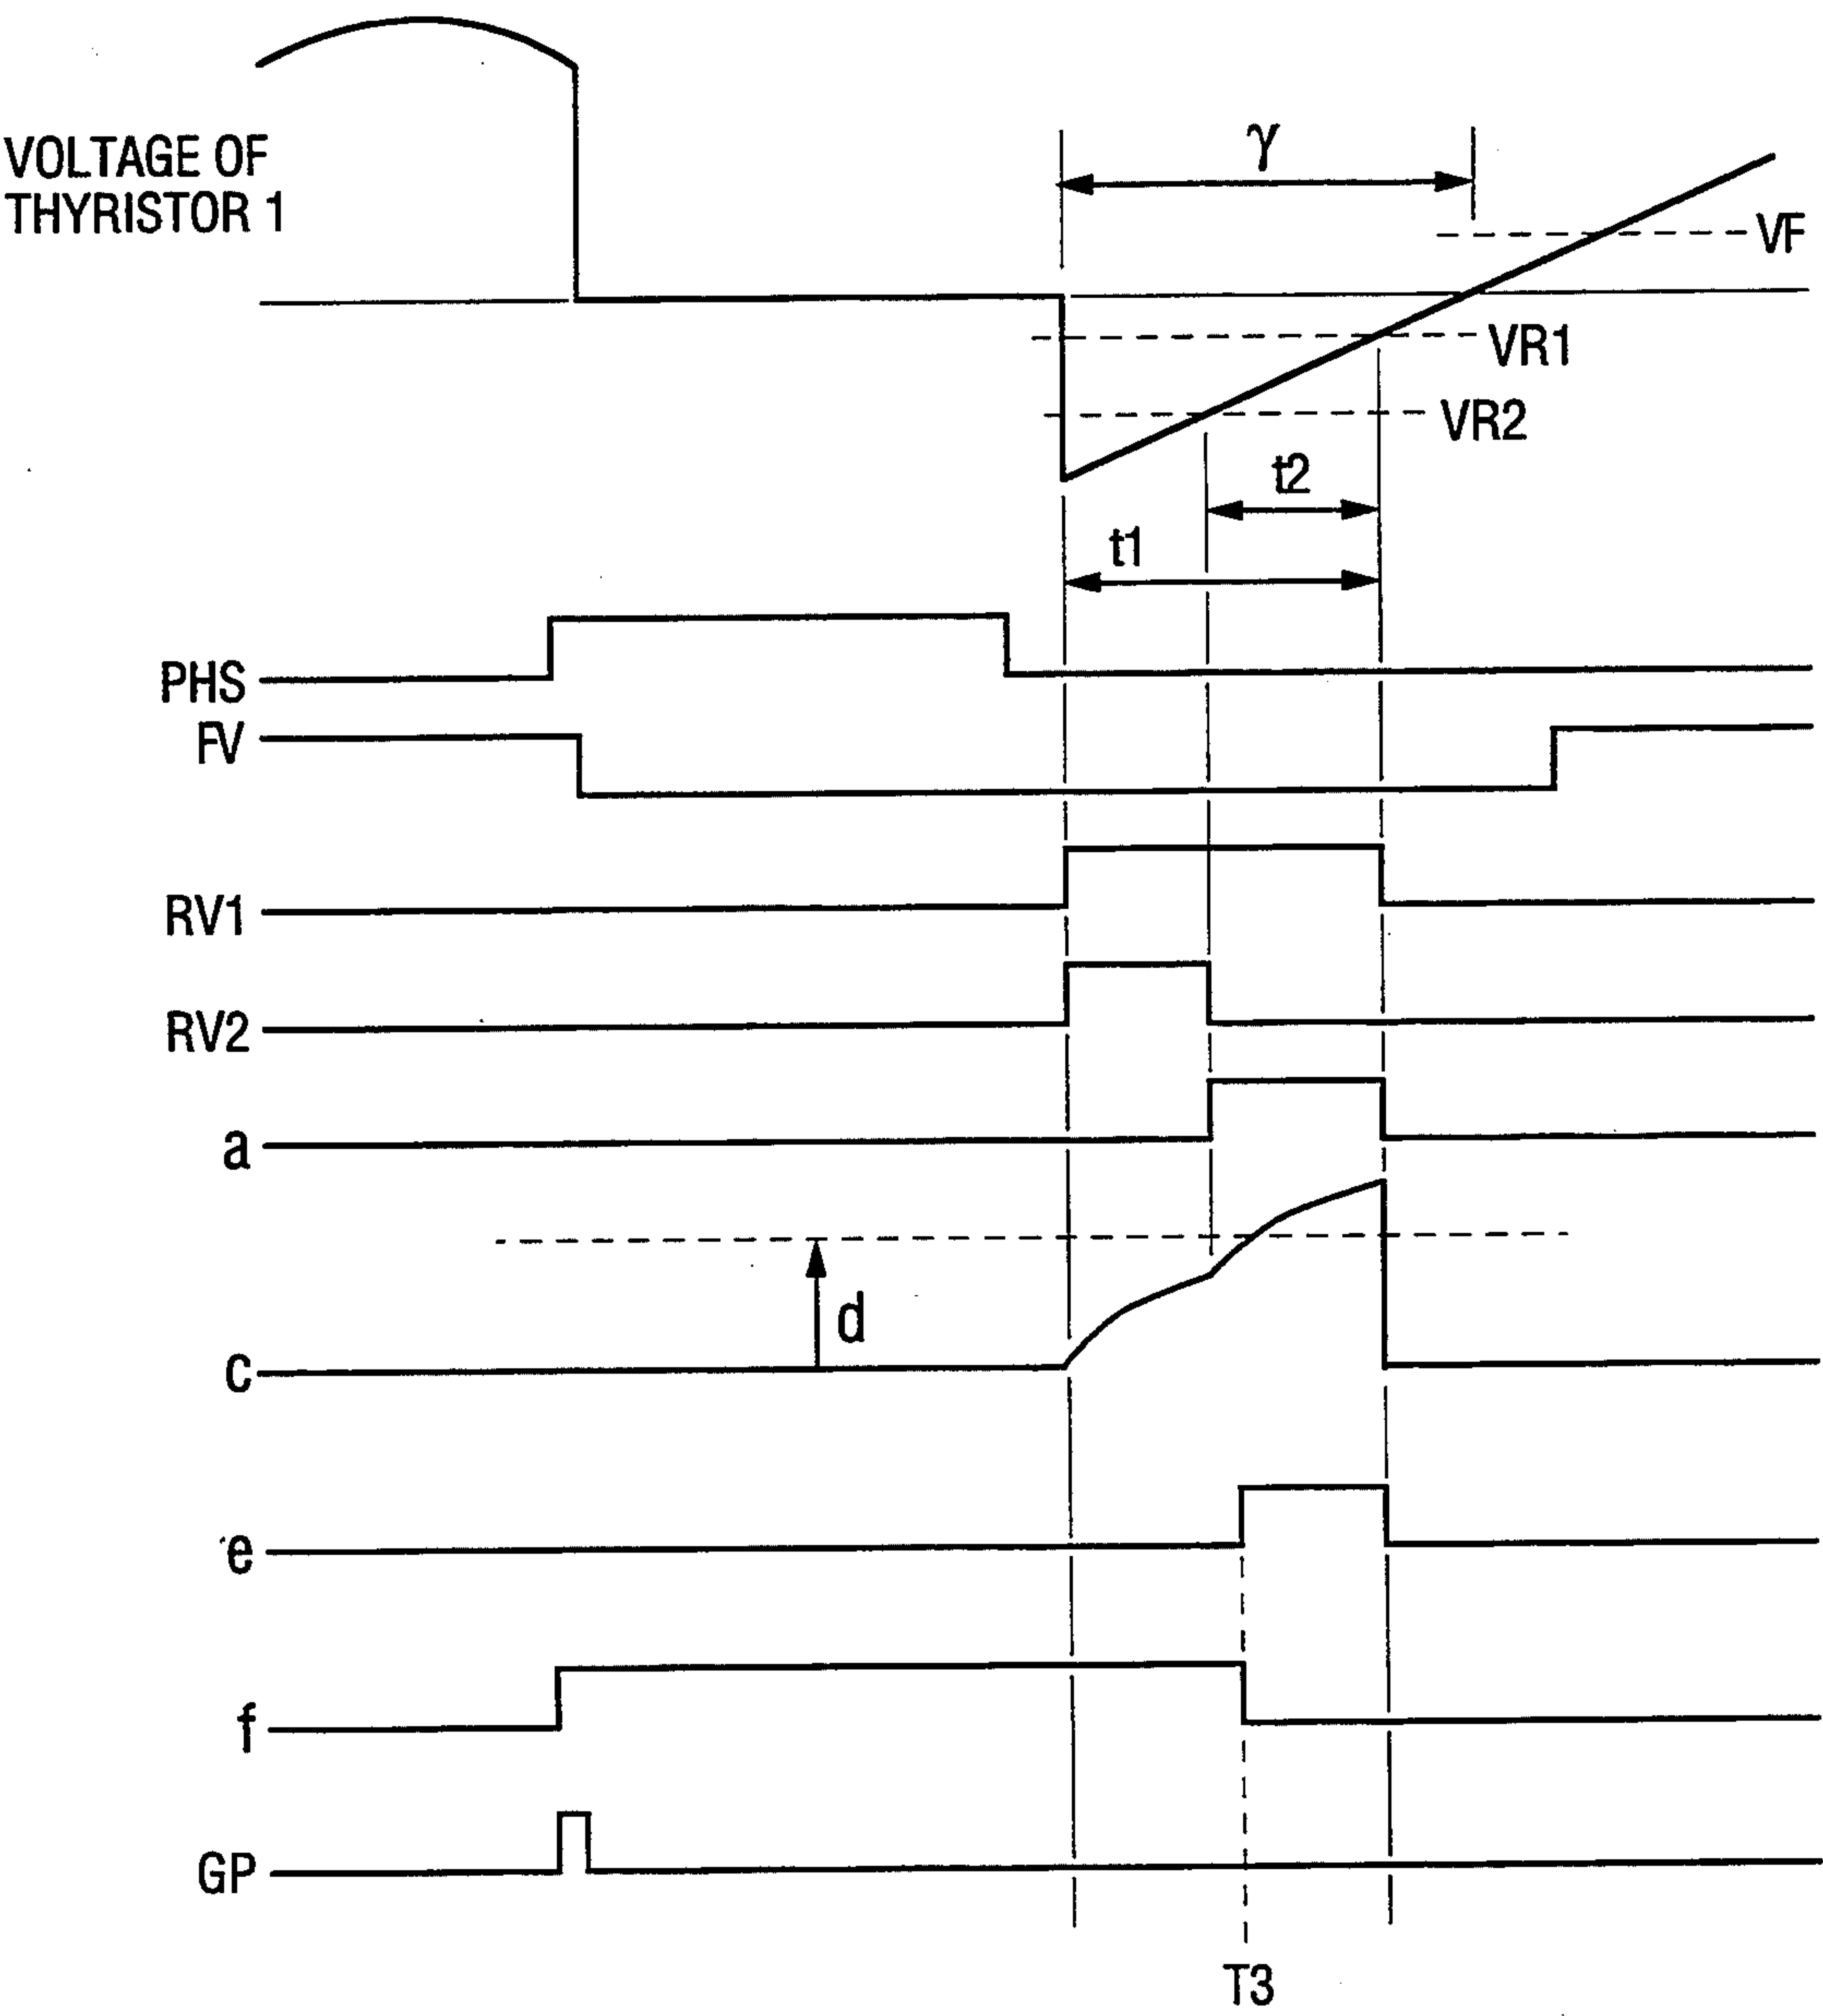 VOLTAGE OF
THYRISTOR 1
γ
VF
VR1
VR2
t2
t1
PHS
FV
RV1
RV2
a
d
c
e
f
GP
T3